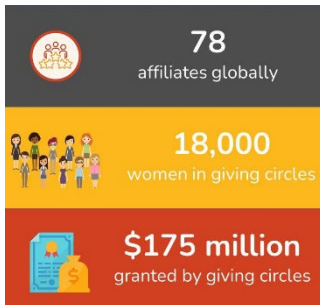 78
affiliates globally
18,000
women in giving circles
$175 million
granted by giving circles